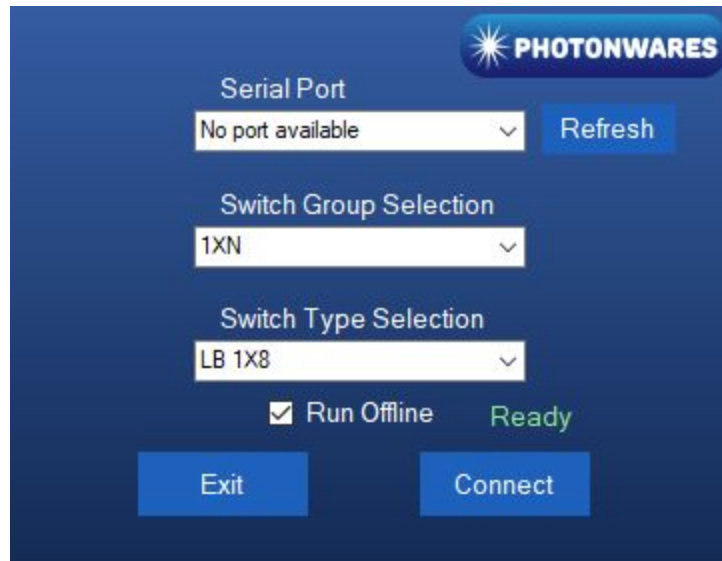 PHOTONWARES
Serial Port
No port available
Refresh
Switch Group Selection
1XN
Switch Type Selection
LB 1X8
Run Offline
Ready
Exit
Connect